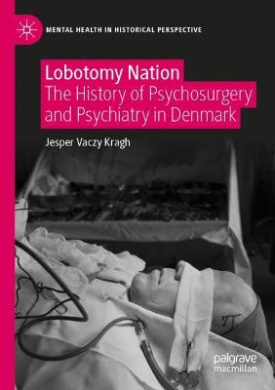 MENTAL HEALTH IN HISTORICAL PERSPECTIVE
Lobotomy Nation
The History of Psychosurgery
and Psychiatry in Denmark
Jesper Vaczy Kragh
palgrave
macmillan